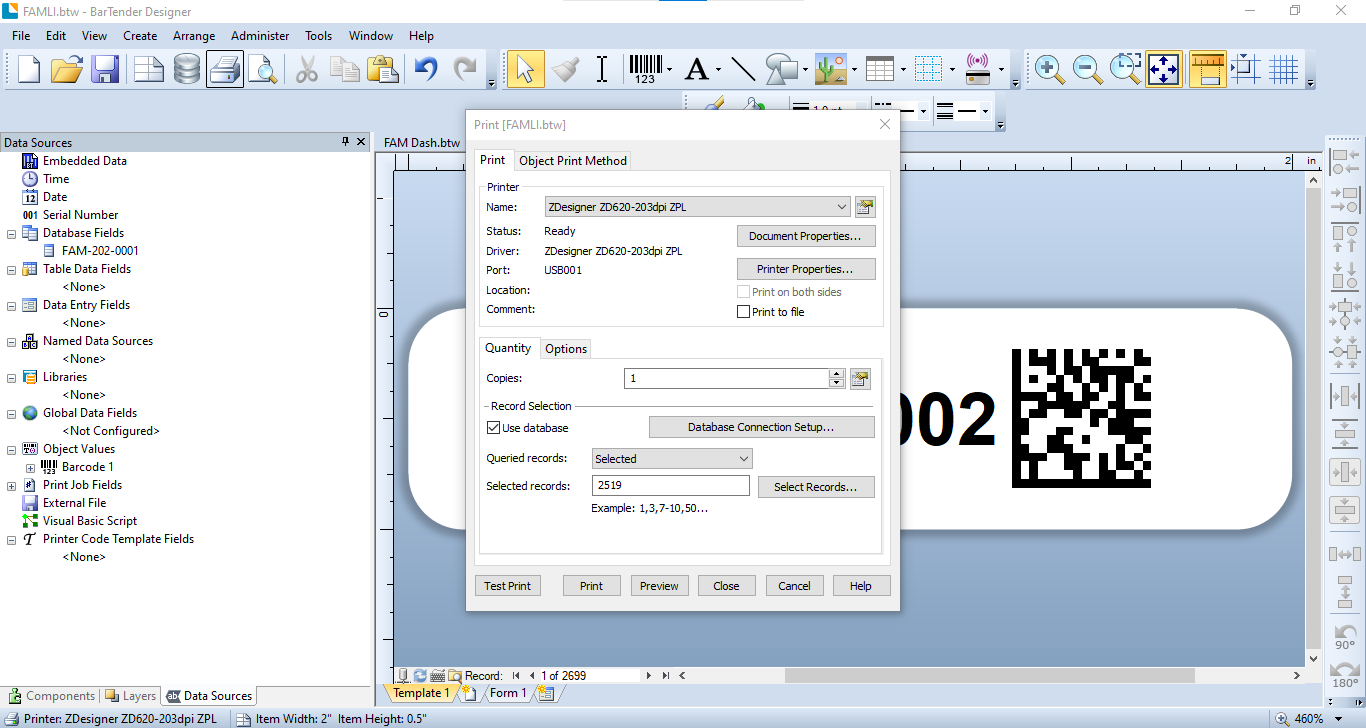 FAMLI.btw - BarTender Designer
File Edit View Create Arrange Administer Tools Window Help
123
A
Print [FAMLI.btw]
Data Sources
FAM Dash.btw
2 in
Embedded Data
Time
12 Date
001 Serial Number
Database Fields
FAM-202-0001
Table Data Fields
<None>
Data Entry Fields
<None>
Named Data Sources
<None>
Libraries
<None>
Global Data Fields
<Not Configured>
Object Values
123 Barcode 1
Print Job Fields
External File
Visual Basic Script
T Printer Code Template Fields
<None>
Print Object Print Method
Printer
Name: ZDesigner ZD620-203dpi ZPL
Status: Ready
Document Properties...
Driver: ZDesigner ZD620-203dpi ZPL
Port: USB001
Printer Properties...
Location:
Print on both sides
Comment:
Print to file
Quantity Options
Copies: 1
Record Selection
Use database
Database Connection Setup...
Queried records: Selected
Selected records: 2519
Select Records...
Example: 1,3,7-10,50...
Test Print Print Preview Close Cancel Help
0
002
90°
180°
Record: 1 of 2699
Template 1 Form 1
Components Layers abc Data Sources
Printer: ZDesigner ZD620-203dpi ZPL Item Width: 2" Item Height: 0.5" 460%